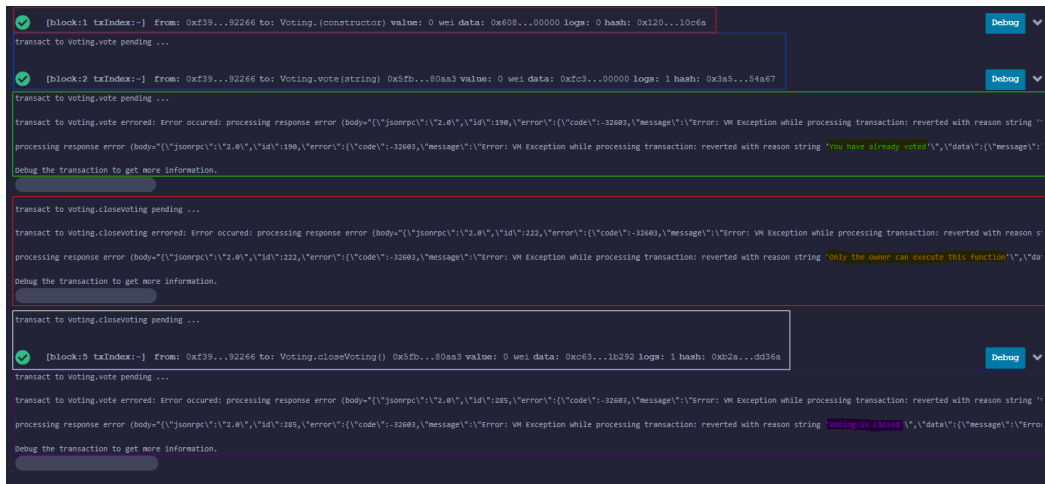 [block:1 txIndex:-] from: 0xf39...92266 to: Voting.(constructor) value: 0 wei data: 0x608...00000 logs: 0 hash: 0x120...10c6a Debug
transact to Voting.vote pending ...
[block:2 txIndex:-] from: 0xf39...92266 to: Voting.vote(string) 0x5fb...80aa3 value: 0 wei data: 0xfc3...00000 logs: 1 hash: 0x3a5...54a67 Debug
transact to Voting.vote pending ...
transact to Voting.vote errored: Error occured: processing response error (body="{\"jsonrpc\":\"2.0\",\"id\":190,\"error\":{\"code\":-32603,\"message\":\"Error: VM Exception while processing transaction: reverted with reason string '
processing response error (body="{\"jsonrpc\":\"2.0\",\"id\":190,\"error\":{\"code\":-32603,\"message\":\"Error: VM Exception while processing transaction: reverted with reason string 'You have already voted'\",\"data\":{\"message\":
Debug the transaction to get more information.
transact to Voting.closeVoting pending ...
transact to Voting.closeVoting errored: Error occured: processing response error (body="{\"jsonrpc\":\"2.0\",\"id\":222,\"error\":{\"code\":-32603,\"message\":\"Error: VM Exception while processing transaction: reverted with reason s
processing response error (body="{\"jsonrpc\":\"2.0\",\"id\":222,\"error\":{\"code\":-32603,\"message\":\"Error: VM Exception while processing transaction: reverted with reason string 'Only the owner can execute this function'\",\"da
Debug the transaction to get more information.
transact to Voting.closeVoting pending ...
[block:5 txIndex:-] from: 0xf39...92266 to: Voting.closeVoting() 0x5fb...80aa3 value: 0 wei data: 0xc63...1b292 logs: 1 hash: 0xb2a...dd36a Debug
transact to Voting.vote pending ...
transact to Voting.vote errored: Error occured: processing response error (body="{\"jsonrpc\":\"2.0\",\"id\":285,\"error\":{\"code\":-32603,\"message\":\"Error: VM Exception while processing transaction: reverted with reason string '
processing response error (body="{\"jsonrpc\":\"2.0\",\"id\":285,\"error\":{\"code\":-32603,\"message\":\"Error: VM Exception while processing transaction: reverted with reason string 'Voting is closed'\",\"data\":{\"message\":\"Erro
Debug the transaction to get more information.